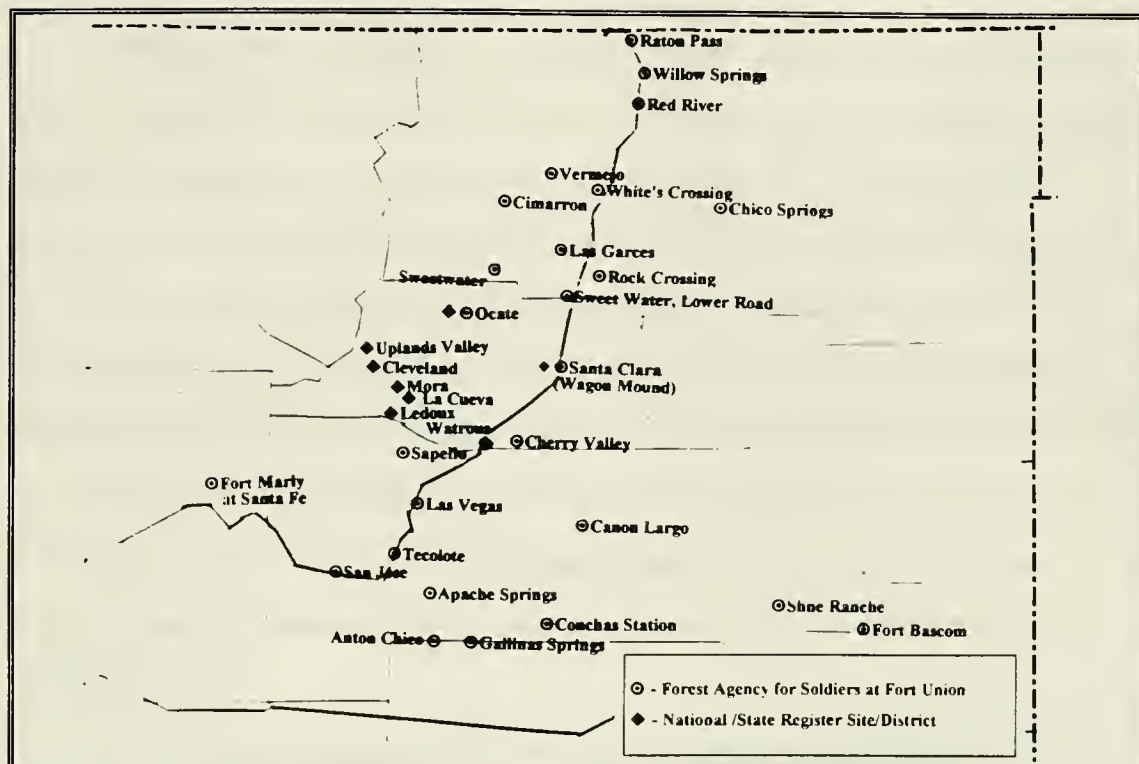 Raton Pass
Willow Springs
Red River
Vermejo
White's Crossing
Cimarron
Chico Springs
Las Garces
Sweetwater
Rock Crossing
Sweet Water, Lower Road
Ocate
Uplands Valley
Cleveland
Santa Clara
(Wagon Mound)
Mora
La Cueva
Ledoux
Watrous
Cherry Valley
Sapello
Fort Marly
at Santa Fe
Las Vegas
Canon Largo
Tecolote
San Jose
Apache Springs
Shne Ranche
Conchas Station
Fort Bascom
Anton Chico
Gallinas Springs
- Forest Agency for Soldiers at Fort Union
- National /State Register Site/District